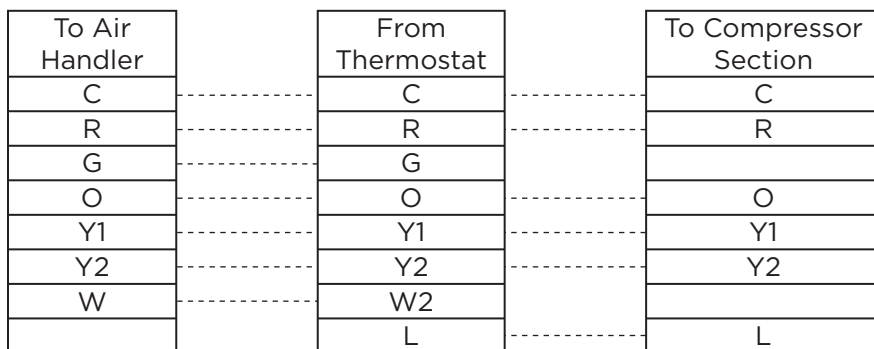 To Air
Handler
From
Thermostat
To Compressor
Section
C C C
R R R
G G
O O O
Y1 Y1 Y1
Y2 Y2 Y2
W W2
L L